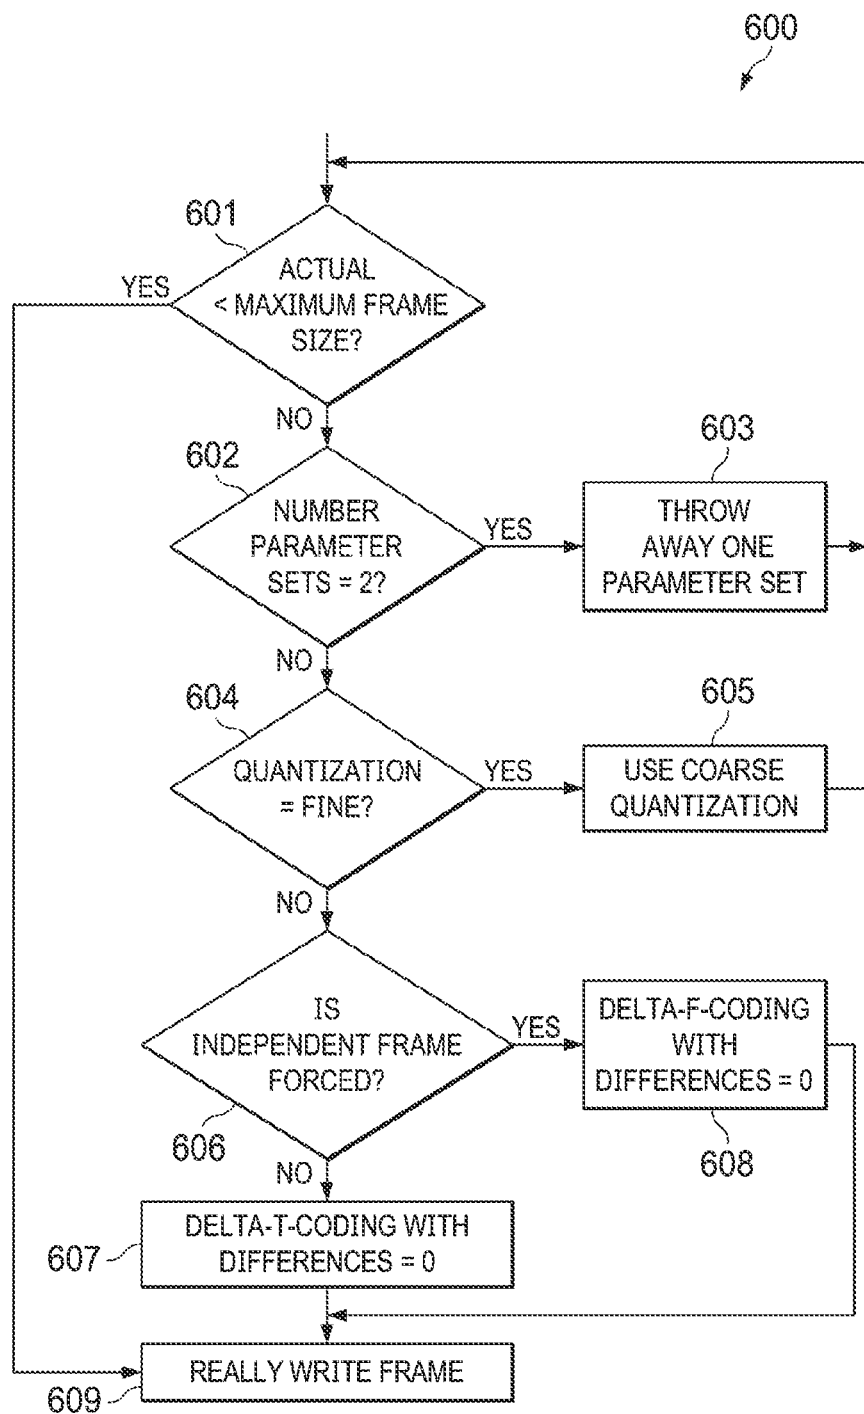 600
601
ACTUAL
< MAXIMUM FRAME
SIZE?
YES
NO
602
NUMBER
PARAMETER
SETS = 2?
YES
603
THROW
AWAY ONE
PARAMETER SET
NO
604
QUANTIZATION
= FINE?
YES
605
USE COARSE
QUANTIZATION
NO
IS
INDEPENDENT FRAME
FORCED?
606
YES
DELTA-F-CODING
WITH
DIFFERENCES = 0
608
NO
607
DELTA-T-CODING WITH
DIFFERENCES = 0
REALLY WRITE FRAME
609